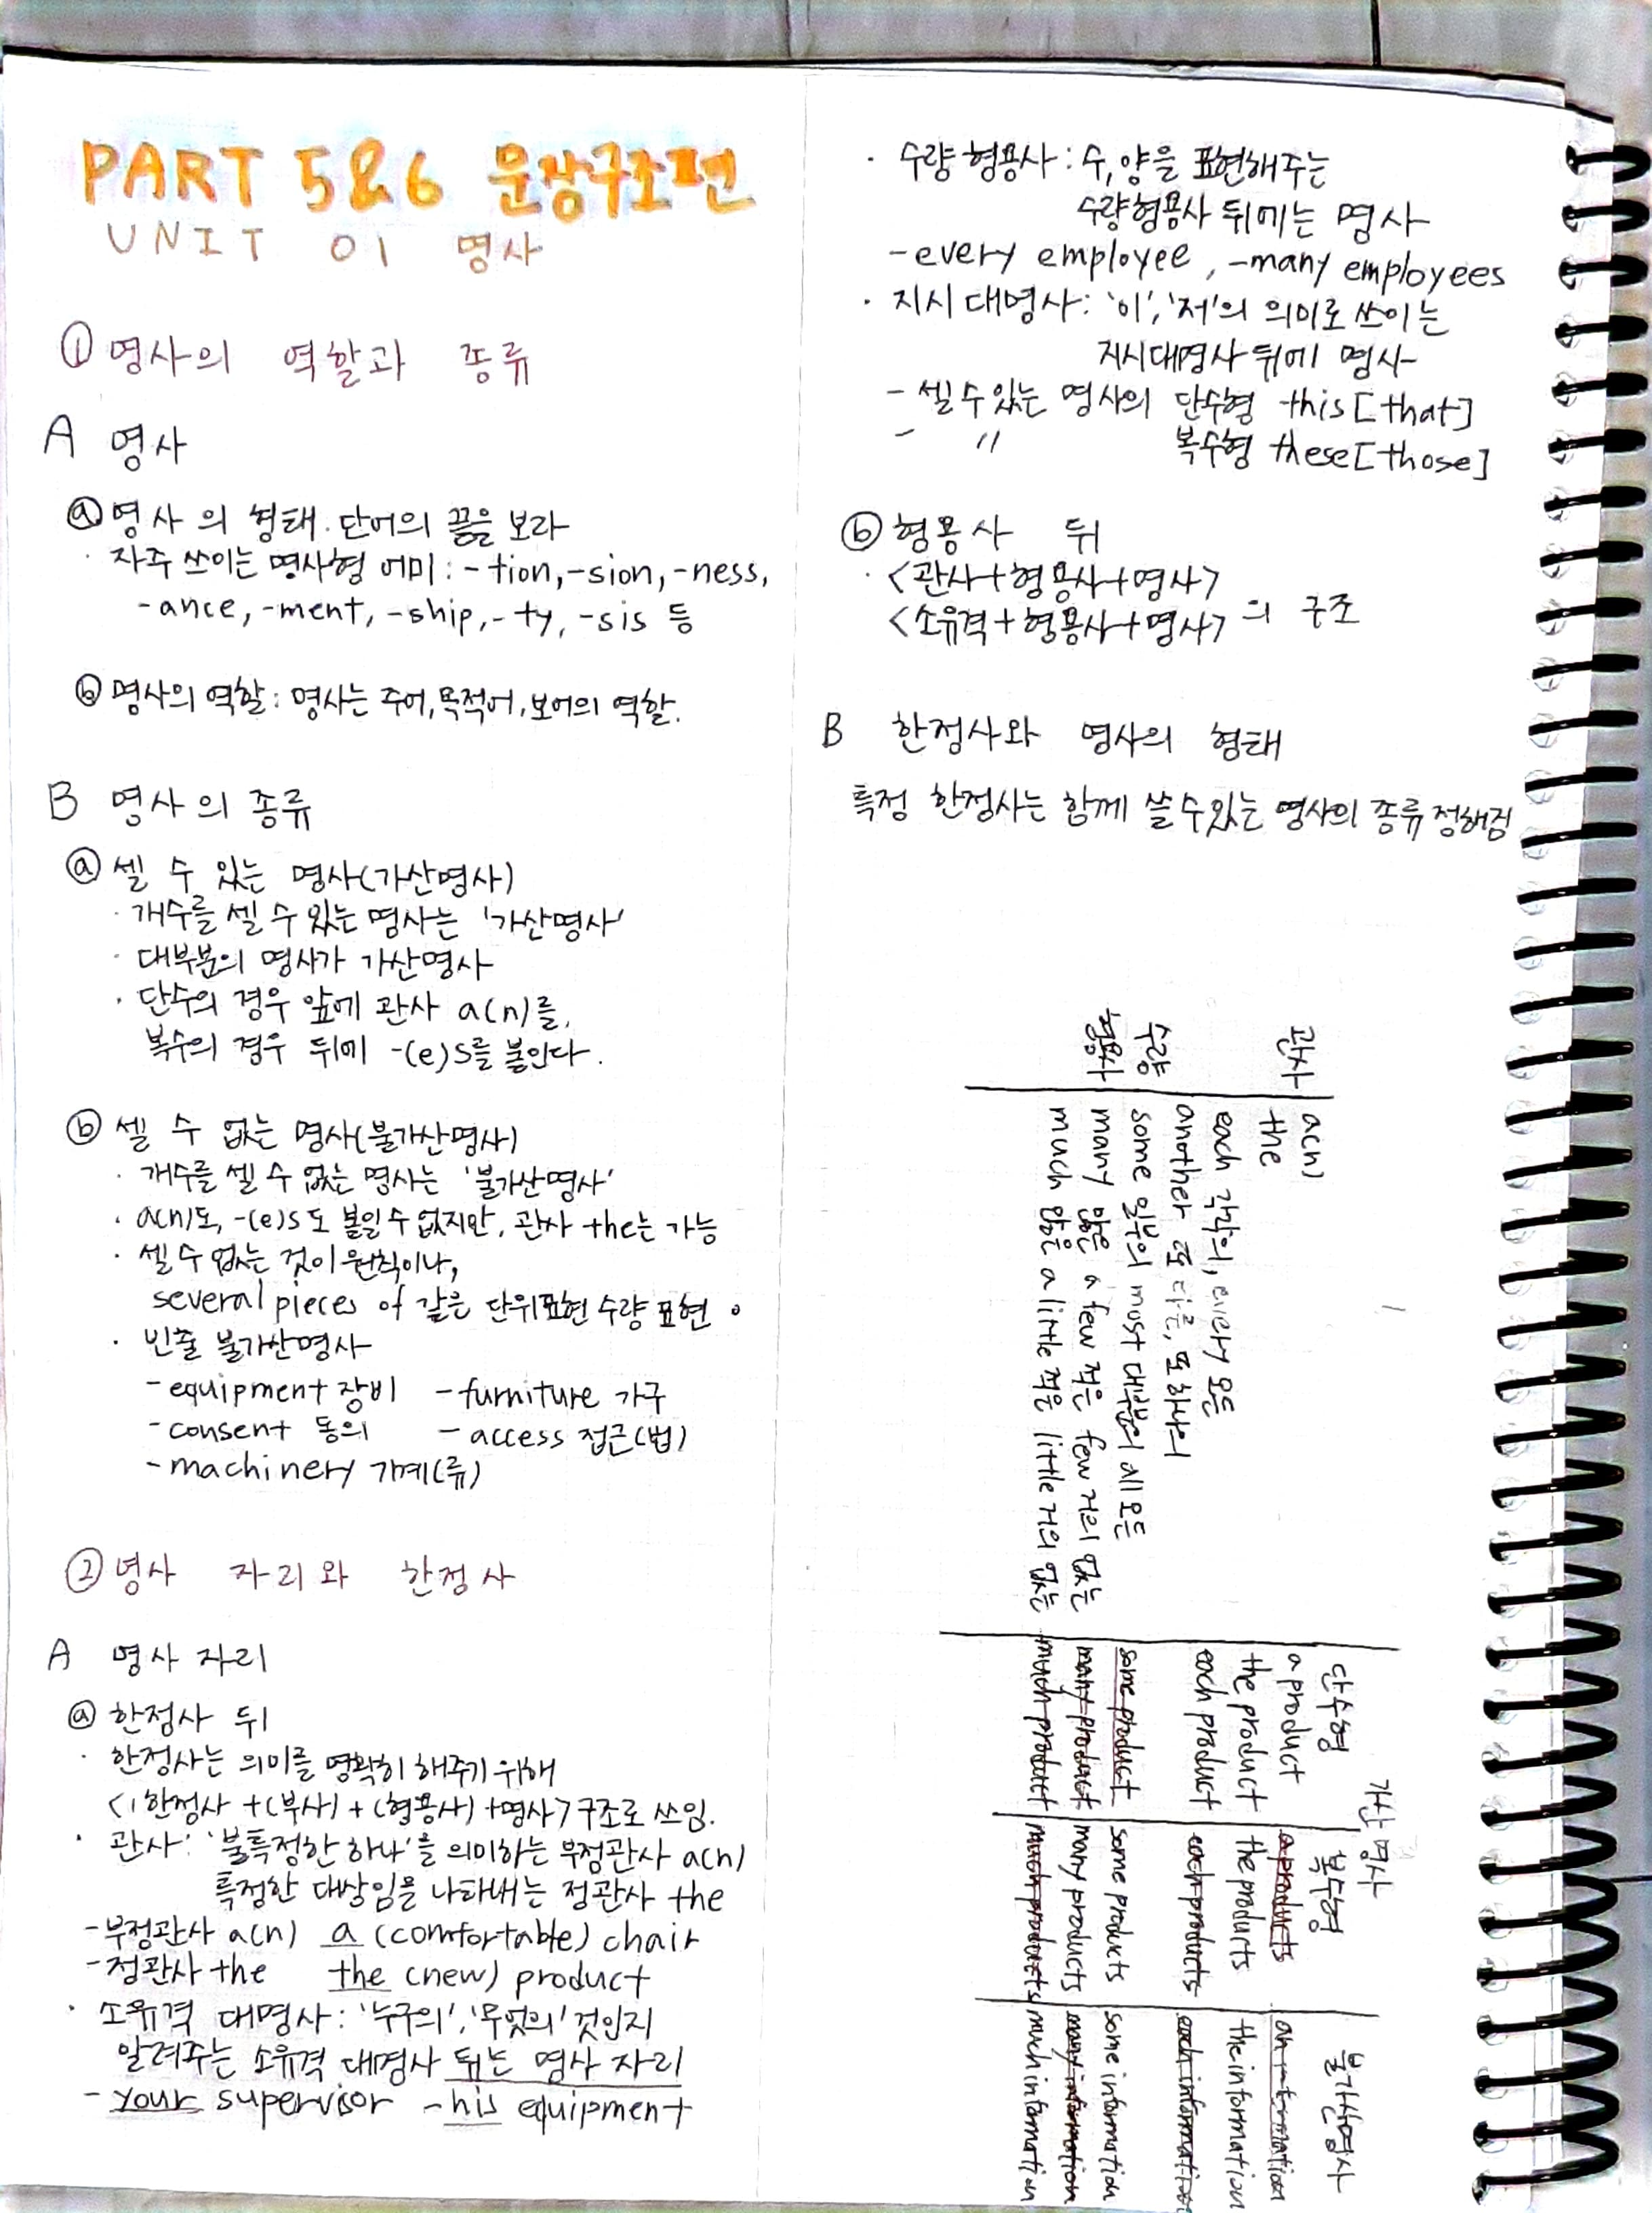 PART 5&6 문장구조편
UNIT 01 명사
① 명사의 역할과 종류
A 명사
ⓐ 명사의 형태. 단어의 끝을 보라
· 자주 쓰이는 명사형 어미: -tion, -sion, -ness,
-ance, -ment, -ship, -ty, -sis 등
ⓑ 명사의 역할: 명사는 주어, 목적어, 보어의 역할.
B 명사의 종류
ⓐ 셀 수 있는 명사(가산명사)
· 개수를 셀 수 있는 명사는 '가산명사'
· 대부분의 명사가 가산명사
· 단수의 경우 앞에 관사 a(n)를,
복수의 경우 뒤에 -(e)s를 붙인다.
ⓑ 셀 수 없는 명사(불가산명사)
· 개수를 셀 수 없는 명사는 '불가산명사'
· a(n)도, -(e)s도 붙일 수 없지만, 관사 the는 가능
· 셀 수 없는 것이 원칙이나,
several pieces of 같은 단위표현 수량 표현 。
· 빈출 불가산명사
- equipment 장비 - furniture 가구
- consent 동의 - access 접근(법)
- machinery 기계(류)
② 명사 자리와 한정사
A 명사 자리
ⓐ 한정사 뒤
· 한정사는 의미를 명확히 해주기 위해
<(한정사 + (부사) + (형용사) + 명사> 구조로 쓰임.
· 관사: '불특정한 하나'를 의미하는 부정관사 a(n)
특정한 대상임을 나타내는 정관사 the
- 부정관사 a(n) a (comfortable) chair
- 정관사 the the (new) product
· 소유격 대명사: '누구의', '무엇의' 것인지
알려주는 소유격 대명사 뒤는 명사 자리
- your supervisor - his equipment
· 수량 형용사: 수, 양을 표현해주는
수량형용사 뒤에는 명사
- every employee, - many employees
· 지시 대명사: '이', '저'의 의미로 쓰이는
지시대명사 뒤에 명사
- 셀 수 있는 명사의 단수형 this[that]
- 〃 복수형 these[those]
ⓑ 형용사 뒤
· <관사+형용사+명사>
<소유격+형용사+명사> 의 구조
B 한정사와 명사의 형태
특정 한정사는 함께 쓸 수 있는 명사의 종류 정해짐
가산 명사
단수형 복수형 불가산명사
관사 a(n) a product a products an information
the the product the products the information
each 각각의, every 모든 each product each products each information
another 또 다른, 또 하나의
수량 some 일부의 most 대부분의 all 모든 some product some products some information
형용사 many 많은 a few 적은 few 거의 없는 many product many products many information
much 많은 a little 적은 little 거의 없는 much product much products much information